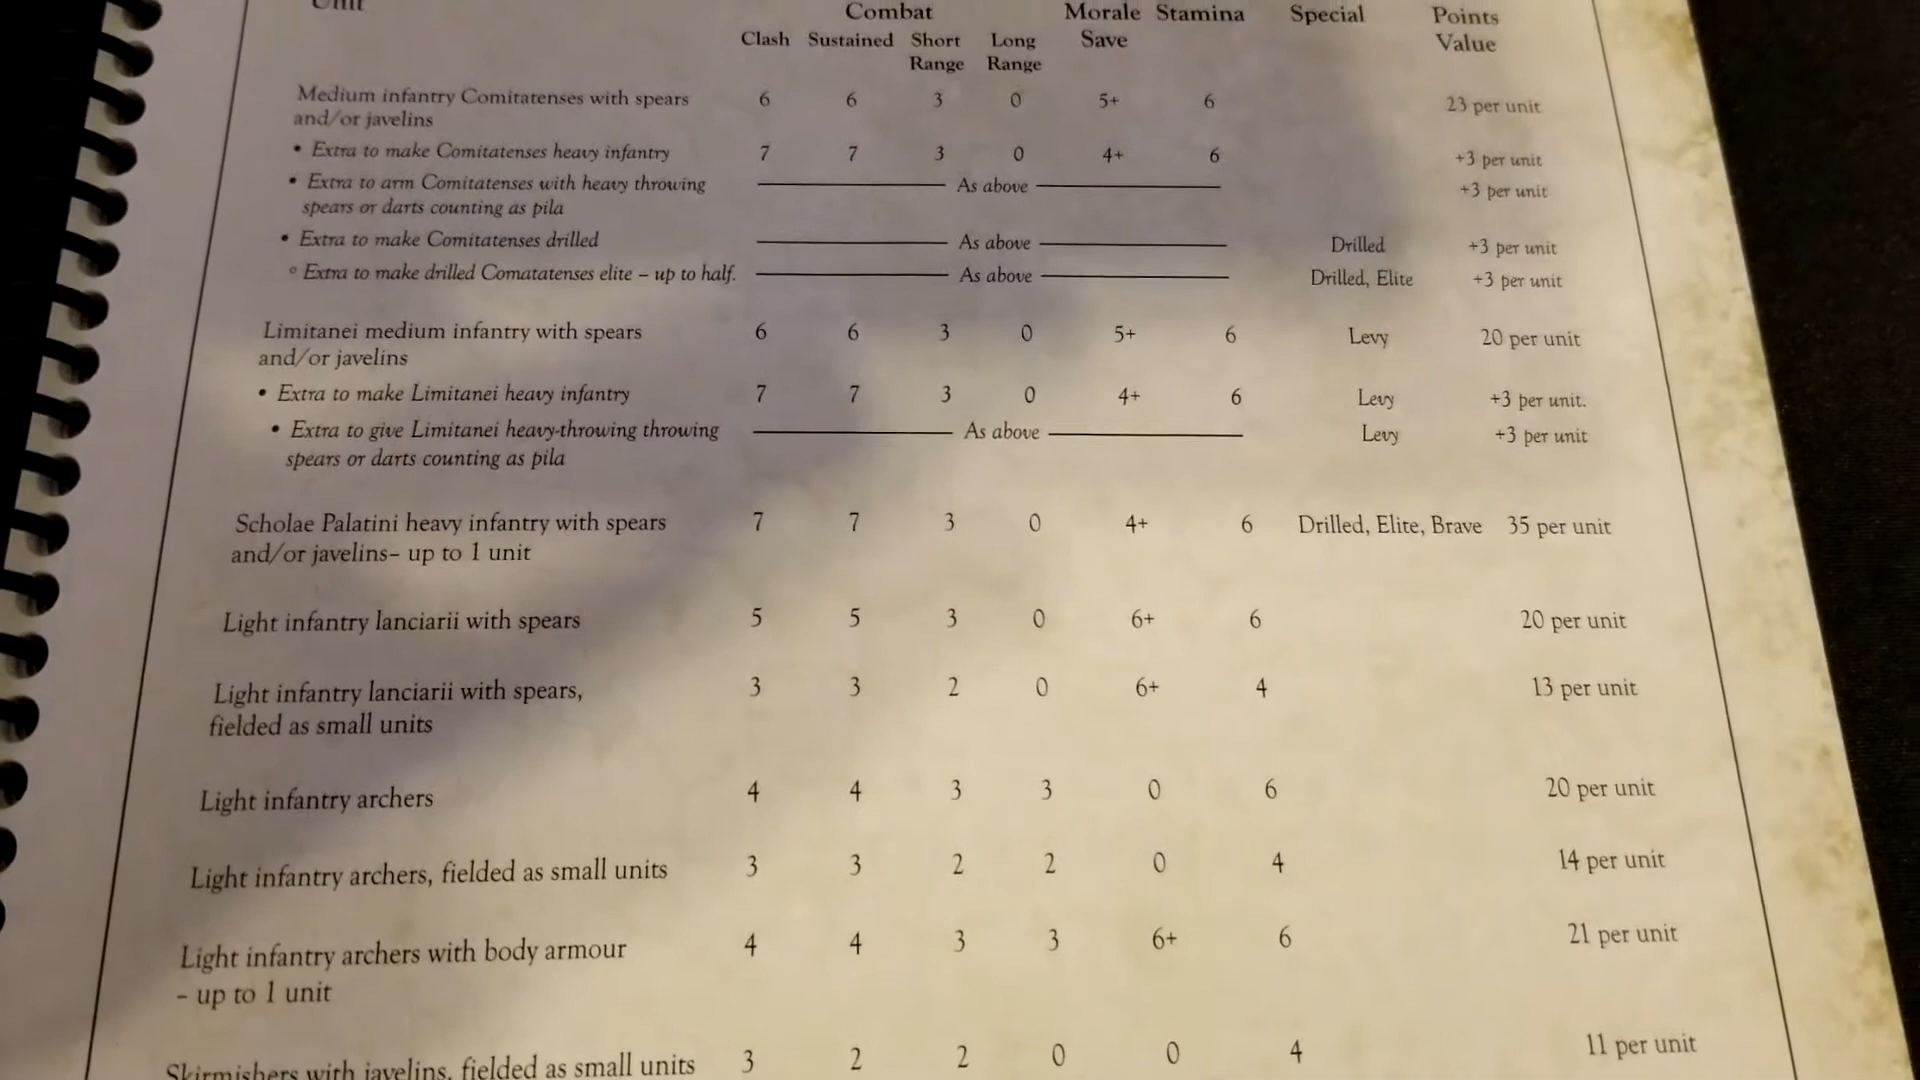 Unit Combat Morale Stamina Special Points
Clash Sustained Short Long Save Value
Range Range
Medium infantry Comitatenses with spears 6 6 3 0 5+ 6 23 per unit
and/or javelins
• Extra to make Comitatenses heavy infantry 7 7 3 0 4+ 6 +3 per unit
• Extra to arm Comitatenses with heavy throwing As above +3 per unit
spears or darts counting as pila
• Extra to make Comitatenses drilled As above Drilled +3 per unit
° Extra to make drilled Comatatenses elite – up to half. As above Drilled, Elite +3 per unit
Limitanei medium infantry with spears 6 6 3 0 5+ 6 Levy 20 per unit
and/or javelins
• Extra to make Limitanei heavy infantry 7 7 3 0 4+ 6 Levy +3 per unit.
• Extra to give Limitanei heavy-throwing throwing As above Levy +3 per unit
spears or darts counting as pila
Scholae Palatini heavy infantry with spears 7 7 3 0 4+ 6 Drilled, Elite, Brave 35 per unit
and/or javelins– up to 1 unit
Light infantry lanciarii with spears 5 5 3 0 6+ 6 20 per unit
Light infantry lanciarii with spears, 3 3 2 0 6+ 4 13 per unit
fielded as small units
Light infantry archers 4 4 3 3 0 6 20 per unit
Light infantry archers, fielded as small units 3 3 2 2 0 4 14 per unit
Light infantry archers with body armour 4 4 3 3 6+ 6 21 per unit
– up to 1 unit
Skirmishers with javelins, fielded as small units 3 2 2 0 0 4 11 per unit